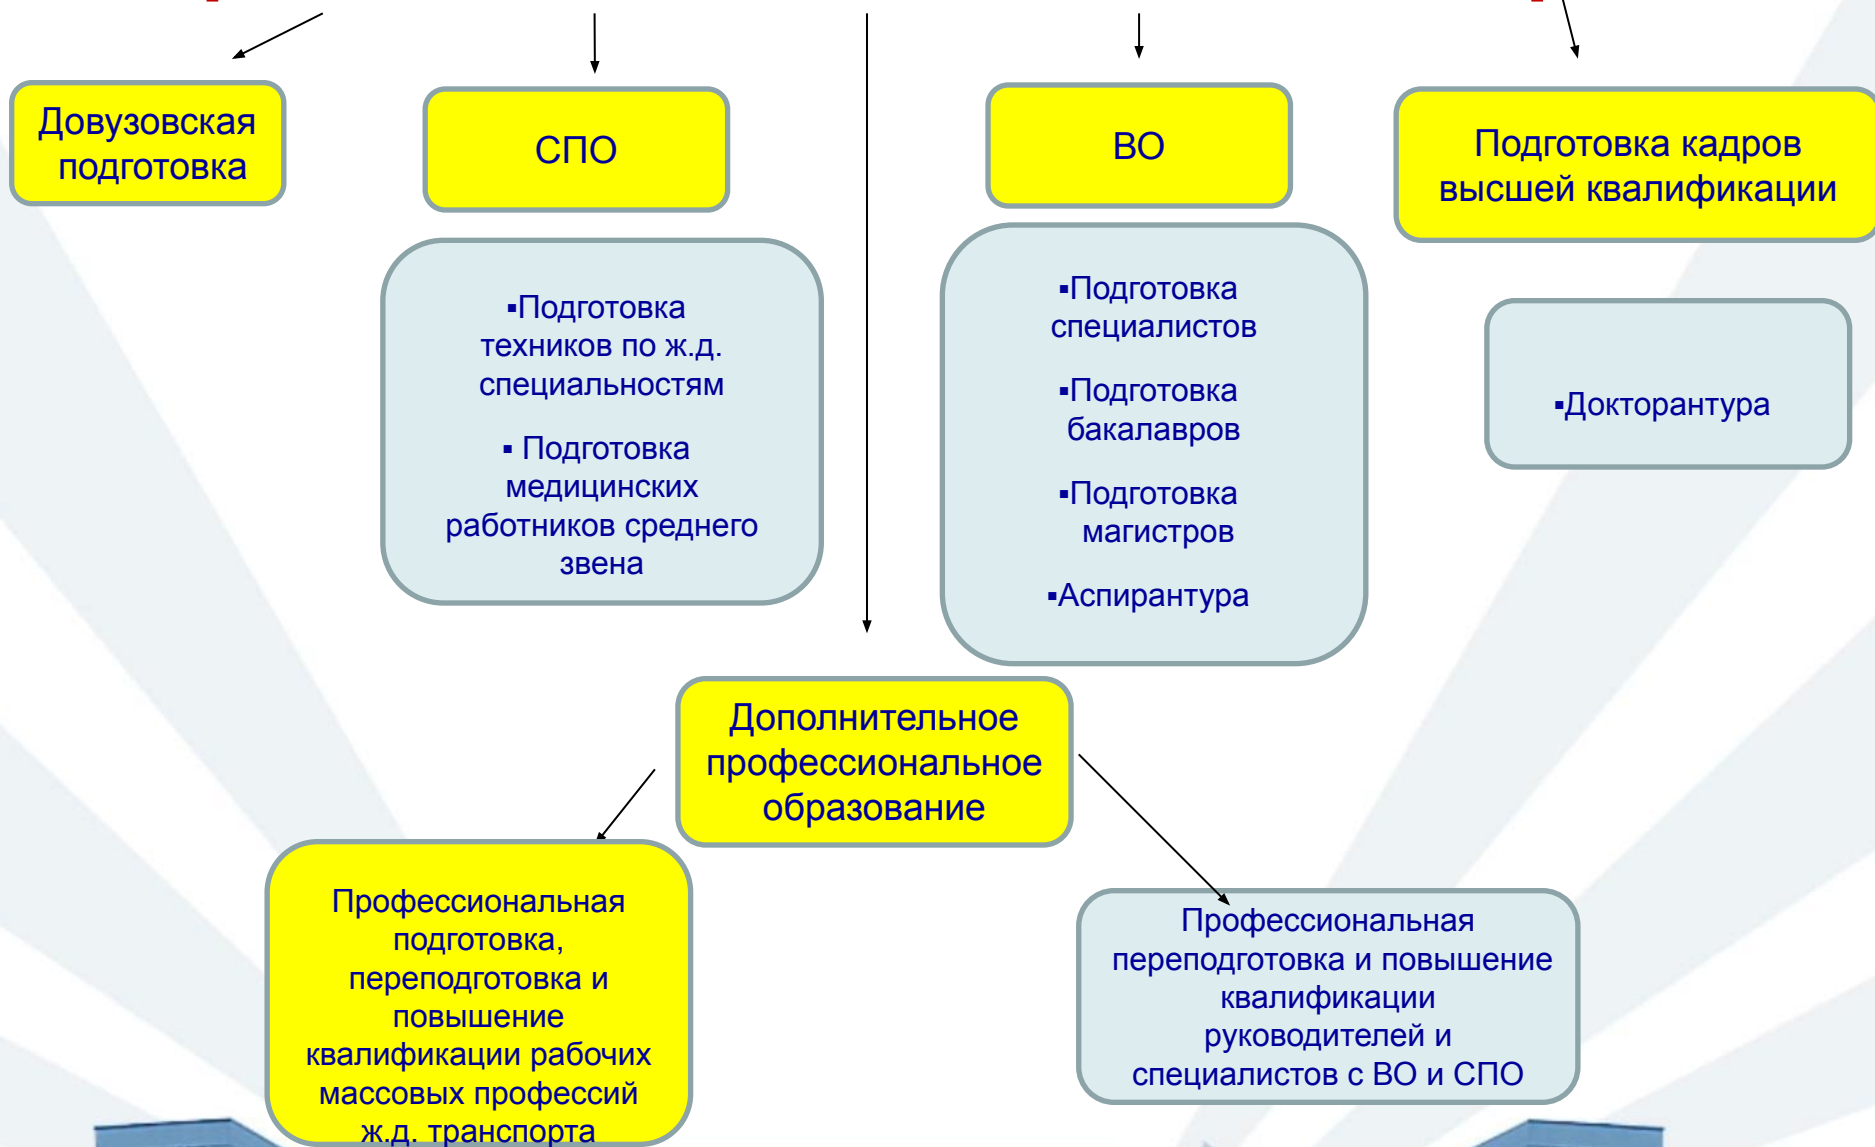 Довузовская
подготовка
СПО
ВО
Подготовка кадров
высшей квалификации
▪Подготовка
техников по ж.д.
специальностям
▪ Подготовка
медицинских
работников среднего
звена
▪Подготовка
специалистов
▪Подготовка
бакалавров
▪Подготовка
магистров
▪Аспирантура
▪Докторантура
Дополнительное
профессиональное
образование
Профессиональная
подготовка,
переподготовка и
повышение
квалификации рабочих
массовых профессий
ж.д. транспорта
Профессиональная
переподготовка и повышение
квалификации
руководителей и
специалистов с ВО и СПО